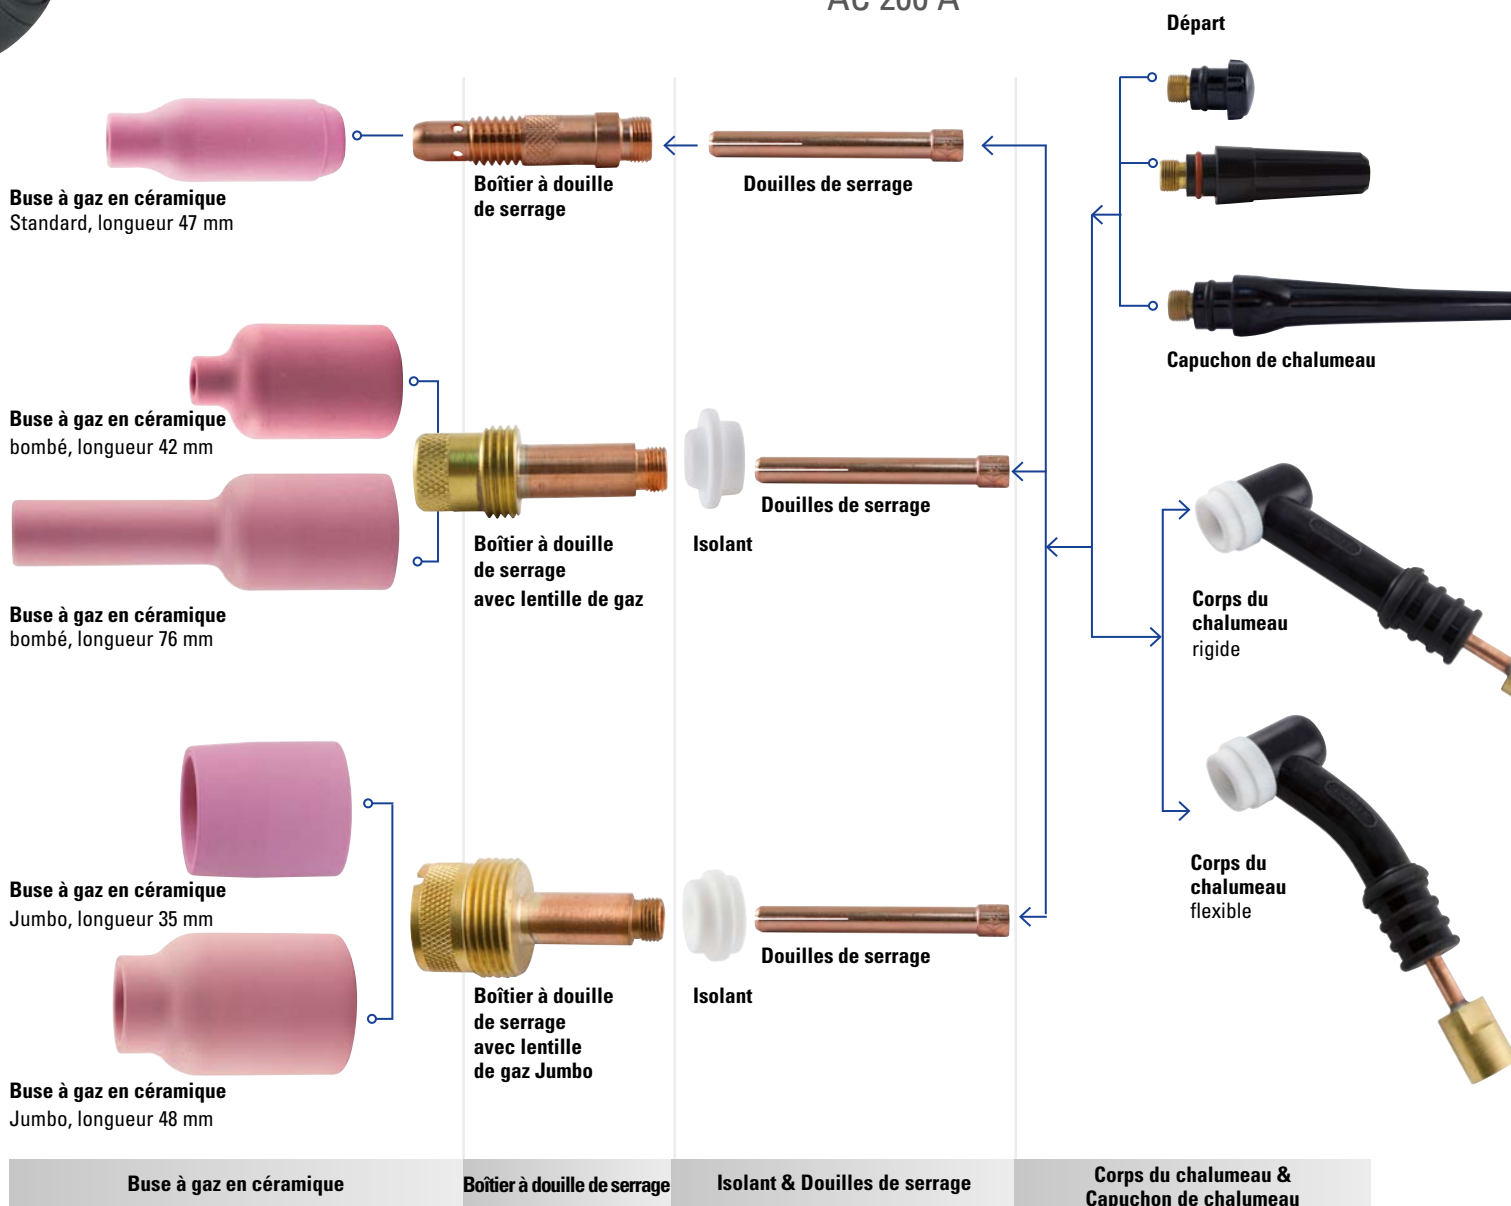 AC 200 A
Départ
Buse à gaz en céramique
Standard, longueur 47 mm
Boîtier à douille
de serrage
Douilles de serrage
Capuchon de chalumeau
Buse à gaz en céramique
bombé, longueur 42 mm
Buse à gaz en céramique
bombé, longueur 76 mm
Boîtier à douille
de serrage
avec lentille de gaz
Isolant
Douilles de serrage
Corps du
chalumeau
rigide
Buse à gaz en céramique
Jumbo, longueur 35 mm
Buse à gaz en céramique
Jumbo, longueur 48 mm
Boîtier à douille
de serrage
avec lentille
de gaz Jumbo
Isolant
Douilles de serrage
Corps du
chalumeau
flexible
Buse à gaz en céramique
Boîtier à douille de serrage
Isolant & Douilles de serrage
Corps du chalumeau &
Capuchon de chalumeau